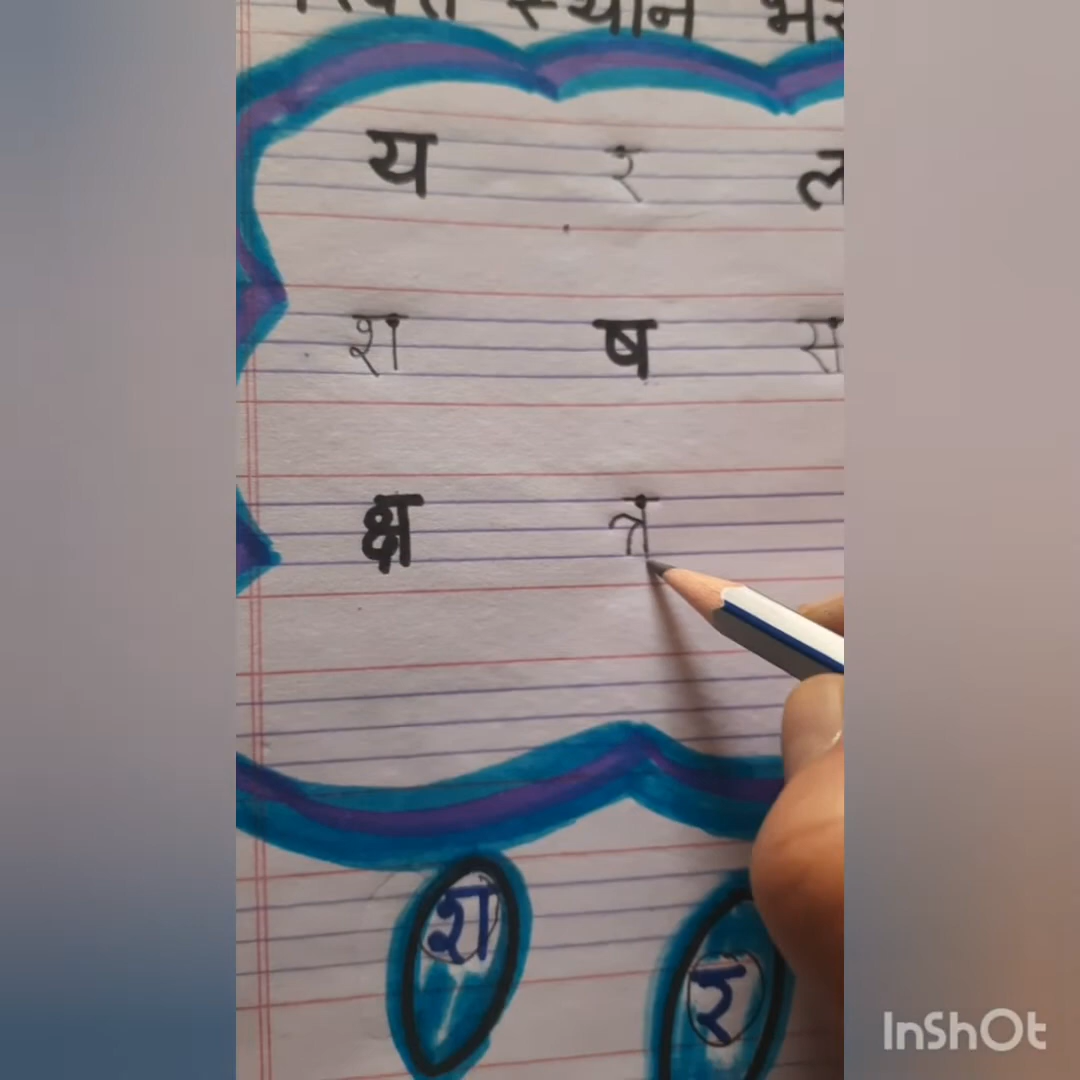 रिक्त स्थान
य र ल
श ष स
क्ष त्र
श
र
InShOt